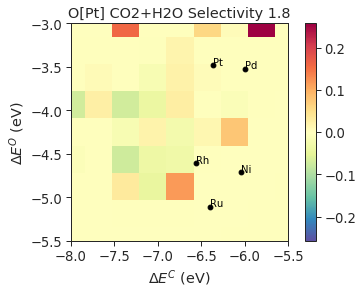 O[Pt] CO2+H2O Selectivity 1.8
−3.0
−3.5
−4.0
−4.5
−5.0
−5.5
ΔE^O (eV)
Pt
Pd
Rh
Ni
Ru
−8.0 −7.5 −7.0 −6.5 −6.0 −5.5
ΔE^C (eV)
0.2
0.1
0.0
−0.1
−0.2